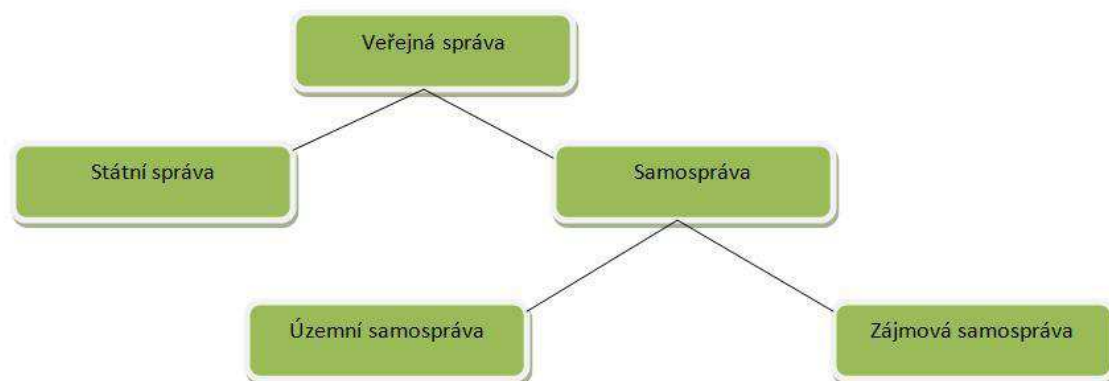 Veřejná správa
Státní správa
Samospráva
Územní samospráva
Zájmová samospráva